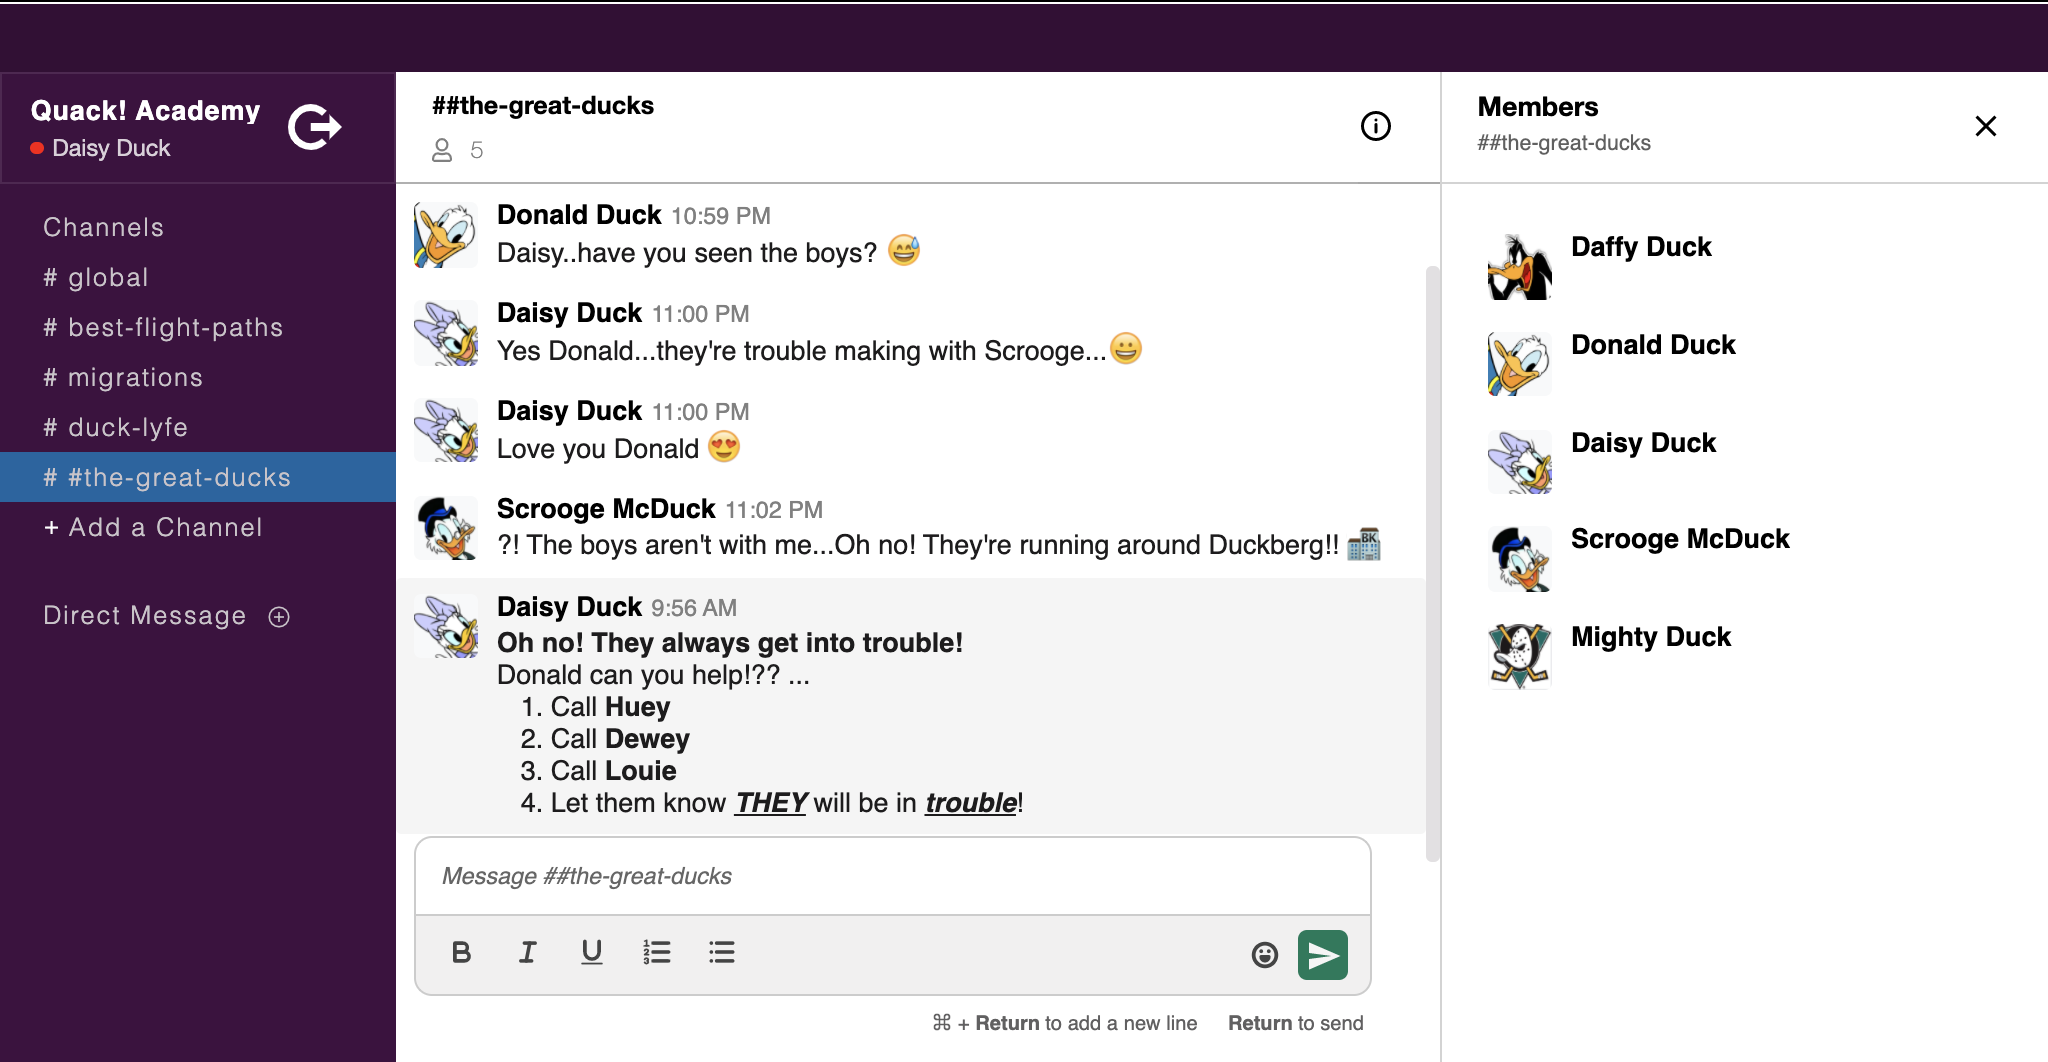 Quack! Academy
Daisy Duck
Channels
# global
# best-flight-paths
# migrations
# duck-lyfe
# #the-great-ducks
+ Add a Channel
Direct Message
##the-great-ducks
5
Donald Duck 10:59 PM
Daisy..have you seen the boys? 😅
Daisy Duck 11:00 PM
Yes Donald...they're trouble making with Scrooge...😀
Daisy Duck 11:00 PM
Love you Donald 😍
Scrooge McDuck 11:02 PM
?! The boys aren't with me...Oh no! They're running around Duckberg!! 🏬
BK
Daisy Duck 9:56 AM
Oh no! They always get into trouble!
Donald can you help!?? ...
1. Call Huey
2. Call Dewey
3. Call Louie
4. Let them know THEY will be in trouble!
Message ##the-great-ducks
B I U
⌘ + Return to add a new line Return to send
Members
##the-great-ducks
Daffy Duck
Donald Duck
Daisy Duck
Scrooge McDuck
Mighty Duck